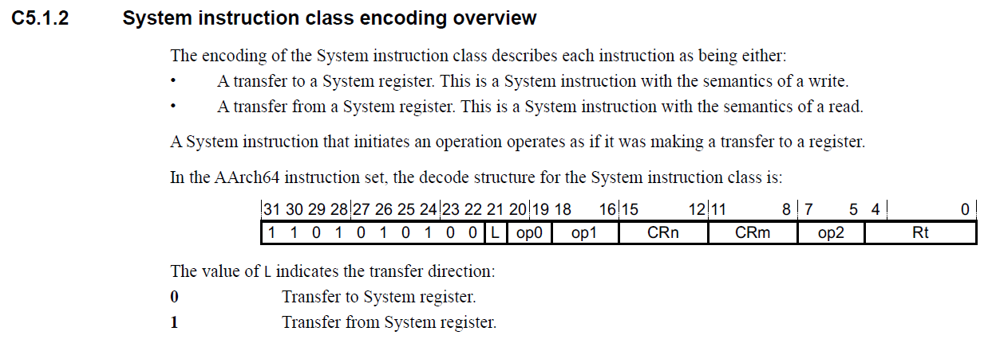 C5.1.2 System instruction class encoding overview
The encoding of the System instruction class describes each instruction as being either:
• A transfer to a System register. This is a System instruction with the semantics of a write.
• A transfer from a System register. This is a System instruction with the semantics of a read.
A System instruction that initiates an operation operates as if it was making a transfer to a register.
In the AArch64 instruction set, the decode structure for the System instruction class is:
31 30 29 28 27 26 25 24 23 22 21 20 19 18 16 15 12 11 8 7 5 4 0
1 1 0 1 0 1 0 1 0 0 L op0 op1 CRn CRm op2 Rt
The value of L indicates the transfer direction:
0 Transfer to System register.
1 Transfer from System register.